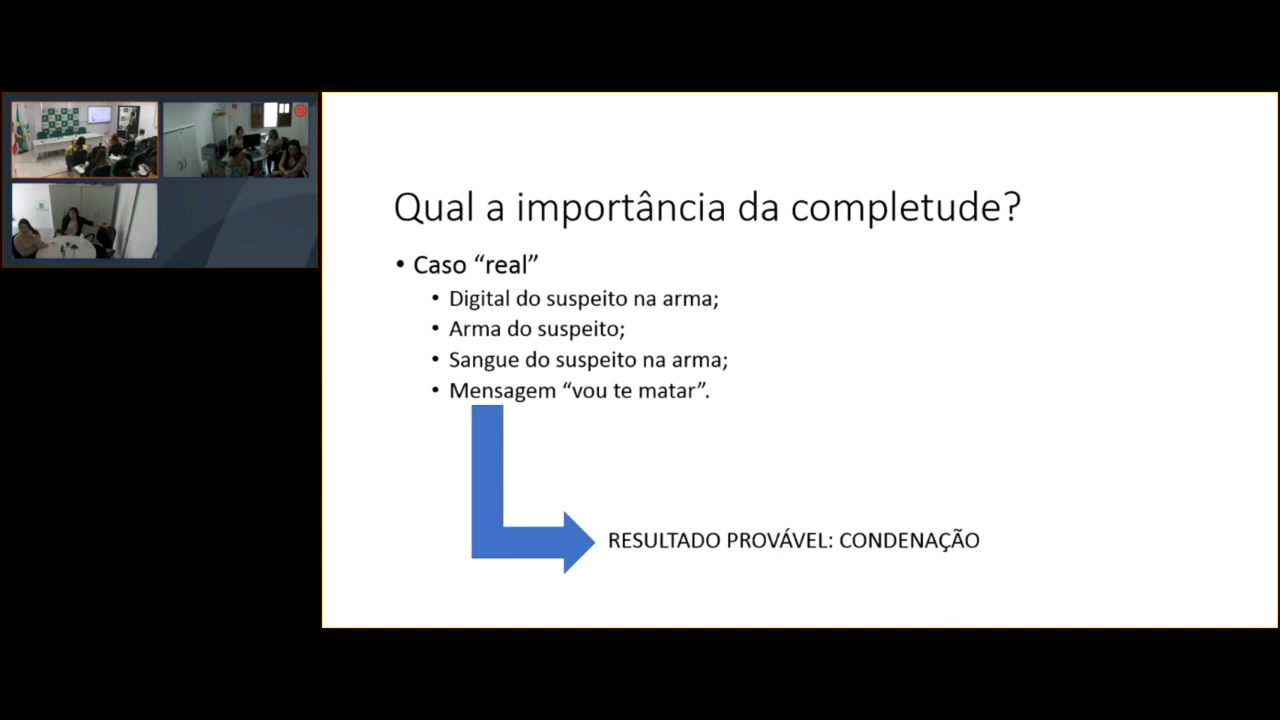 Qual a importância da completude?
• Caso “real”
• Digital do suspeito na arma;
• Arma do suspeito;
• Sangue do suspeito na arma;
• Mensagem “vou te matar”.
RESULTADO PROVÁVEL: CONDENAÇÃO